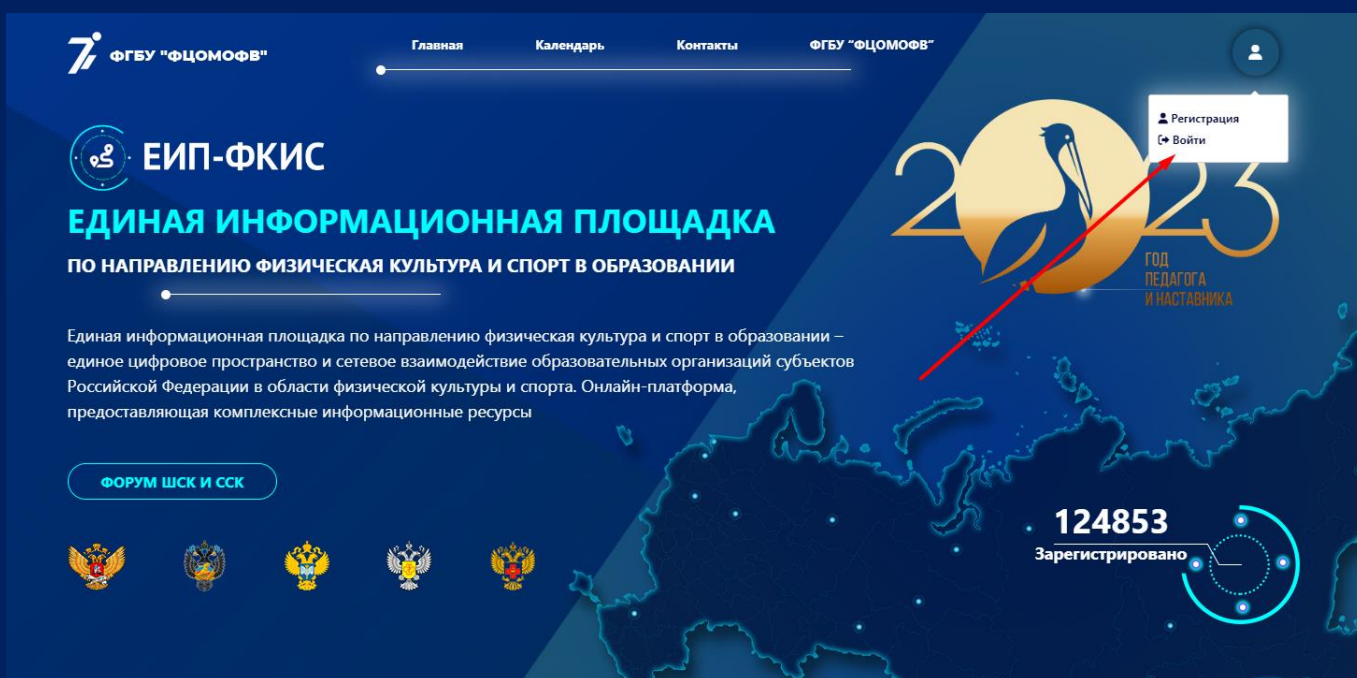 ФГБУ "ФЦОМОФВ"
Главная
Календарь
Контакты
ФГБУ "ФЦОМОФВ"
Регистрация
Войти
ЕИП-ФКИС
2023
ГОД
ПЕДАГОГА
И НАСТАВНИКА
ЕДИНАЯ ИНФОРМАЦИОННАЯ ПЛОЩАДКА
ПО НАПРАВЛЕНИЮ ФИЗИЧЕСКАЯ КУЛЬТУРА И СПОРТ В ОБРАЗОВАНИИ
Единая информационная площадка по направлению физическая культура и спорт в образовании –
единое цифровое пространство и сетевое взаимодействие образовательных организаций субъектов
Российской Федерации в области физической культуры и спорта. Онлайн-платформа,
предоставляющая комплексные информационные ресурсы
ФОРУМ ШСК И ССК
124853
Зарегистрировано